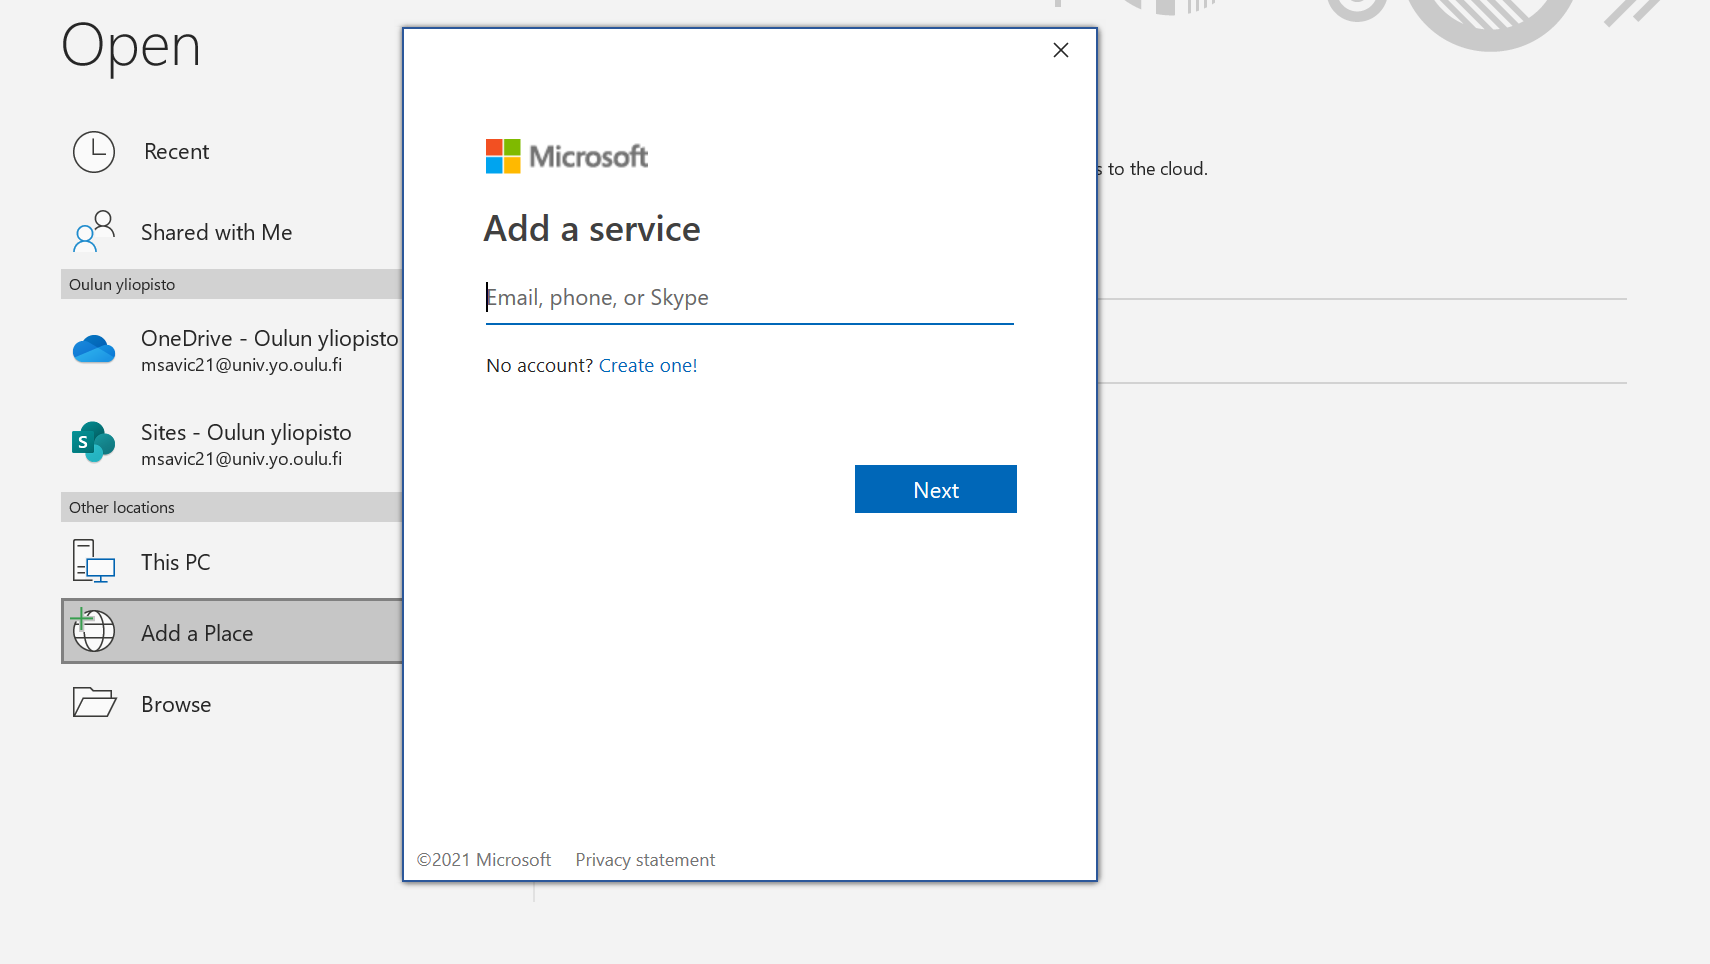 Open
Recent
Shared with Me
Oulun yliopisto
OneDrive - Oulun yliopisto
msavic21@univ.yo.oulu.fi
Sites - Oulun yliopisto
msavic21@univ.yo.oulu.fi
Other locations
This PC
Add a Place
Browse
Microsoft
Add a service
Email, phone, or Skype
No account? Create one!
Next
©2021 Microsoft Privacy statement
to the cloud.